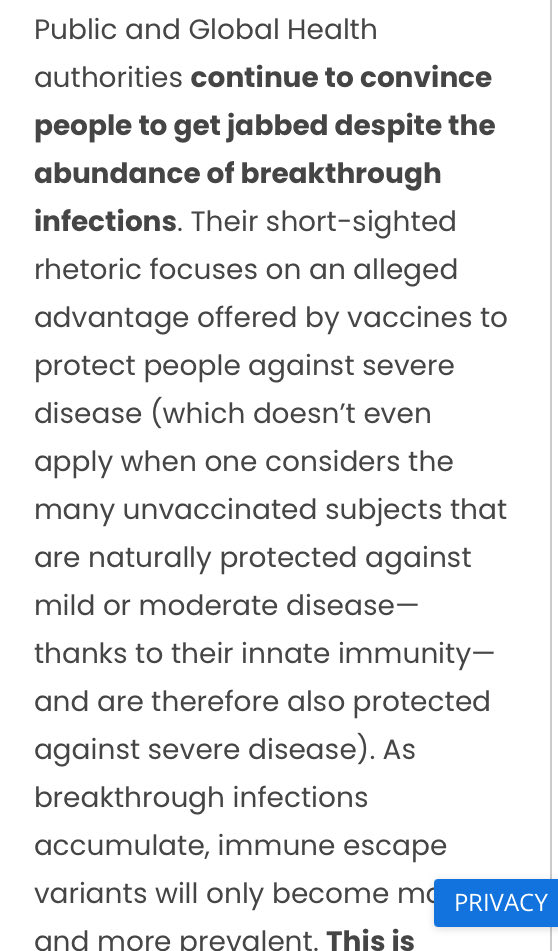 Public and Global Health
authorities continue to convince
people to get jabbed despite the
abundance of breakthrough
infections. Their short-sighted
rhetoric focuses on an alleged
advantage offered by vaccines to
protect people against severe
disease (which doesn’t even
apply when one considers the
many unvaccinated subjects that
are naturally protected against
mild or moderate disease—
thanks to their innate immunity—
and are therefore also protected
against severe disease). As
breakthrough infections
accumulate, immune escape
variants will only become
PRIVACY
and more prevalent. This is